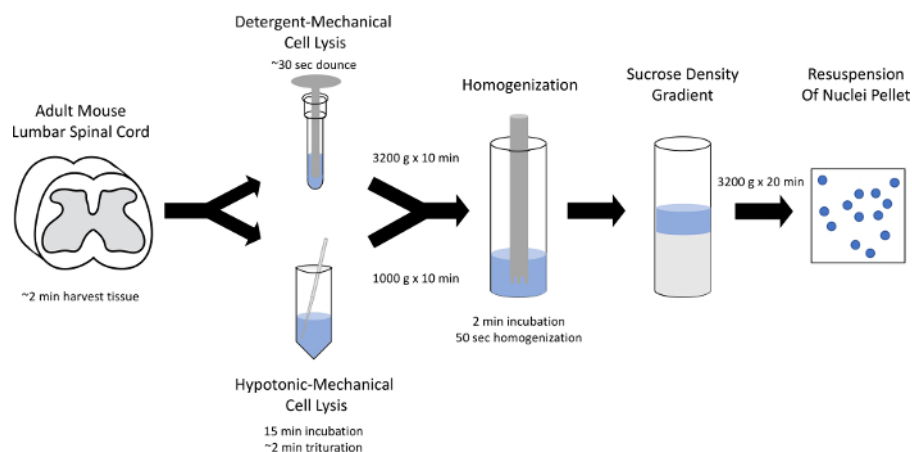 Adult Mouse
Lumbar Spinal Cord
~2 min harvest tissue
Detergent-Mechanical
Cell Lysis
~30 sec dounce
Hypotonic-Mechanical
Cell Lysis
15 min incubation
~2 min trituration
3200 g x 10 min
1000 g x 10 min
Homogenization
2 min incubation
50 sec homogenization
Sucrose Density
Gradient
3200 g x 20 min
Resuspension
Of Nuclei Pellet